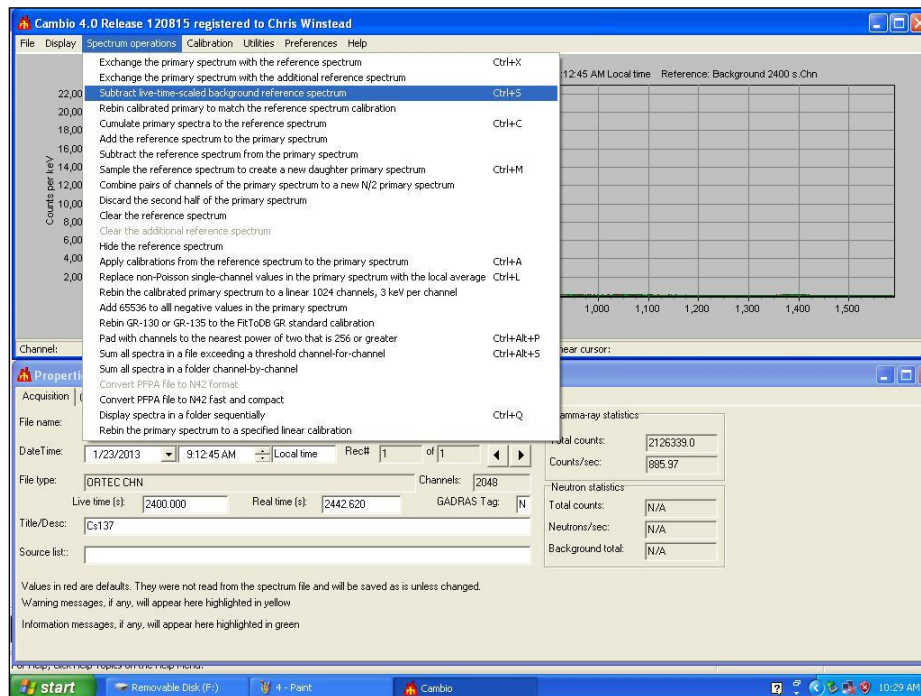 Cambio 4.0 Release 120815 registered to Chris Winstead
File Display Spectrum operations Calibration Utilities Preferences Help
Exchange the primary spectrum with the reference spectrum Ctrl+X
Exchange the primary spectrum with the additional reference spectrum
Subtract live-time-scaled background reference spectrum Ctrl+S
Rebin calibrated primary to match the reference spectrum calibration
Cumulate primary spectra to the reference spectrum Ctrl+C
Add the reference spectrum to the primary spectrum
Subtract the reference spectrum from the primary spectrum
Sample the reference spectrum to create a new daughter primary spectrum Ctrl+M
Combine pairs of channels of the primary spectrum to a new N/2 primary spectrum
Discard the second half of the primary spectrum
Clear the reference spectrum
Clear the additional reference spectrum
Hide the reference spectrum
Apply calibrations from the reference spectrum to the primary spectrum Ctrl+A
Replace non-Poisson single-channel values in the primary spectrum with the local average Ctrl+L
Rebin the calibrated primary spectrum to a linear 1024 channels, 3 keV per channel
Add 65536 to alll negative values in the primary spectrum
Rebin GR-130 or GR-135 to the FitToDB GR standard calibration
Pad with channels to the nearest power of two that is 256 or greater Ctrl+Alt+P
Sum all spectra in a file exceeding a threshold channel-for-channel Ctrl+Alt+S
Sum all spectra in a folder channel-by-channel
Convert PFPA file to N42 format
Convert PFPA file to N42 fast and compact
Display spectra in a folder sequentially Ctrl+Q
Rebin the primary spectrum to a specified linear calibration
:12:45 AM Local time Reference: Background 2400 s.Chn
Counts per keV
22,00
20,00
18,00
16,00
14,00
12,00
10,00
8,00
6,00
4,00
2,00
1,000 1,100 1,200 1,300 1,400 1,500
Channel: near cursor:
Properti
Acquisition
File name:
DateTime: 1/23/2013 9:12:45 AM Local time Rec# 1 of 1
File type: ORTEC CHN Channels: 2048
Live time (s): 2400.000 Real time (s): 2442.620 GADRAS Tag: N
Title/Desc: Cs137
Source list::
amma-ray statistics
Total counts: 2126339.0
Counts/sec: 885.97
Neutron statistics
Total counts: N/A
Neutrons/sec: N/A
Background total: N/A
Values in red are defaults. They were not read from the spectrum file and will be saved as is unless changed.
Warning messages, if any, will appear here highlighted in yellow
Information messages, if any, will appear here highlighted in green
For Help, click Help Topics on the Help Menu.
start Removable Disk (F:) 4 - Paint Cambio 10:29 AM